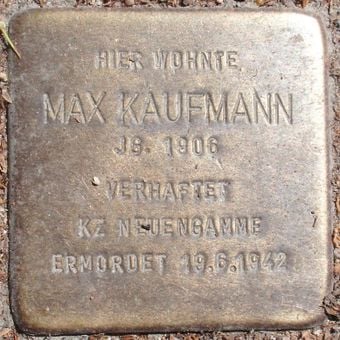 HIER WOHNTE
MAX KAUFMANN
JG. 1906
VERHAFTET
KZ NEUENGAMME
ERMORDET 19.6.1942